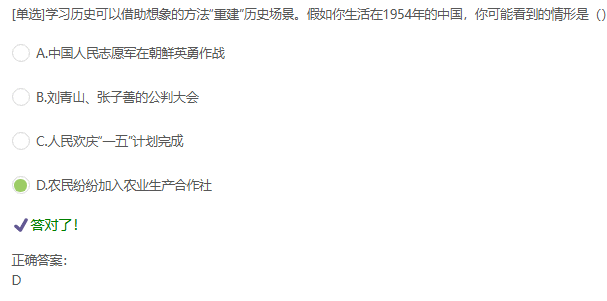 [单选]学习历史可以借助想象的方法“重建”历史场景。假如你生活在1954年的中国，你可能看到的情形是（）
A.中国人民志愿军在朝鲜英勇作战
B.刘青山、张子善的公判大会
C.人民欢庆“一五”计划完成
D.农民纷纷加入农业生产合作社
答对了!
正确答案:
D